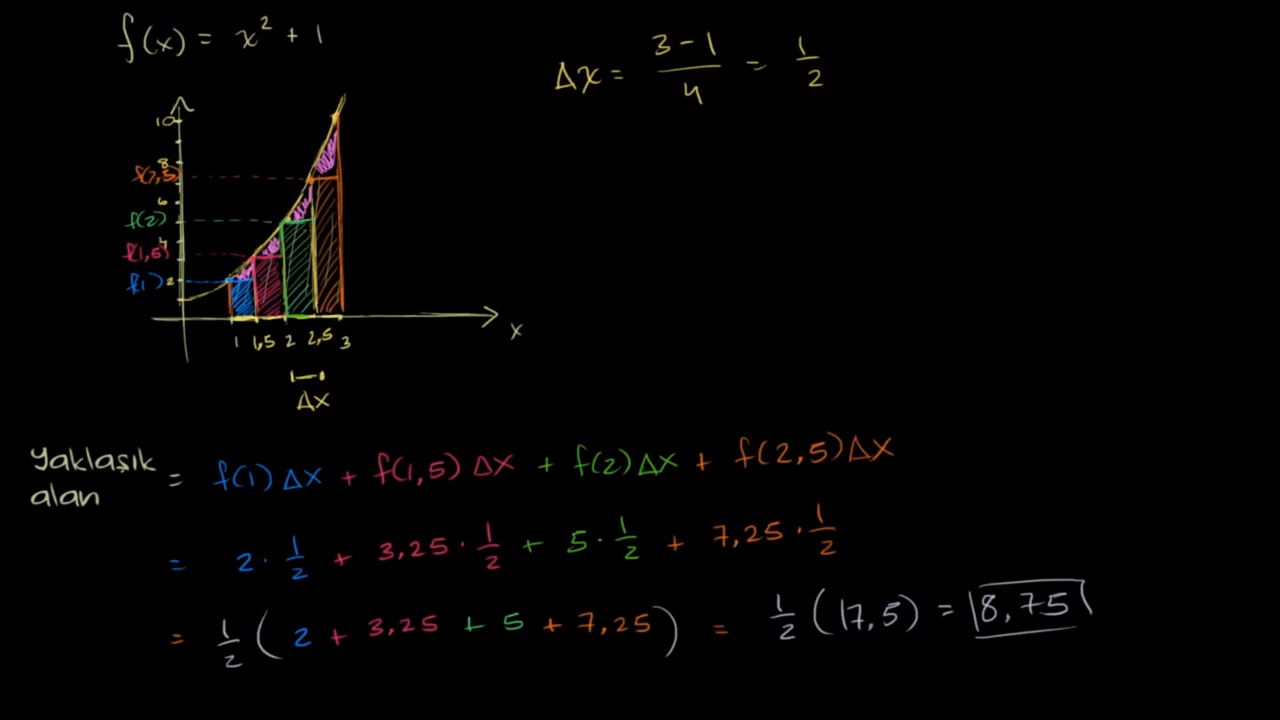 f(x) = x² + 1
Δx = (3 - 1)/4 = 1/2
10
8
f(2,5)
6
f(2)
4
f(1,5)
f(1) 2
1 1,5 2 2,5 3
x
Δx
Yaklaşık alan = f(1)Δx + f(1,5)Δx + f(2)Δx + f(2,5)Δx
= 2 · 1/2 + 3,25 · 1/2 + 5 · 1/2 + 7,25 · 1/2
= 1/2 (2 + 3,25 + 5 + 7,25) = 1/2 (17,5) = 8,75